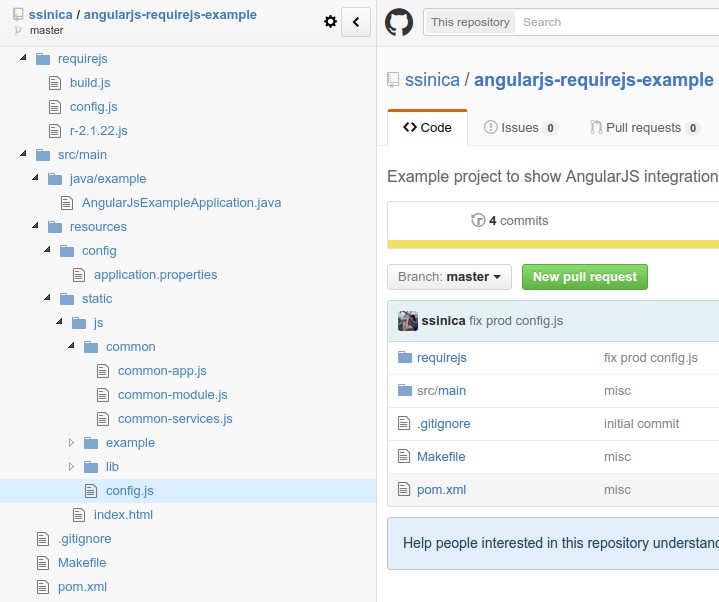 ssinica / angularjs-requirejs-example
master
requirejs
build.js
config.js
r-2.1.22.js
src/main
java/example
AngularJsExampleApplication.java
resources
config
application.properties
static
js
common
common-app.js
common-module.js
common-services.js
example
lib
config.js
index.html
.gitignore
Makefile
pom.xml
This repository Search
ssinica / angularjs-requirejs-example
Code Issues 0 Pull requests 0
Example project to show AngularJS integration
4 commits
Branch: master New pull request
ssinica fix prod config.js
requirejs fix prod config.js
src/main misc
.gitignore initial commit
Makefile misc
pom.xml misc
Help people interested in this repository understand